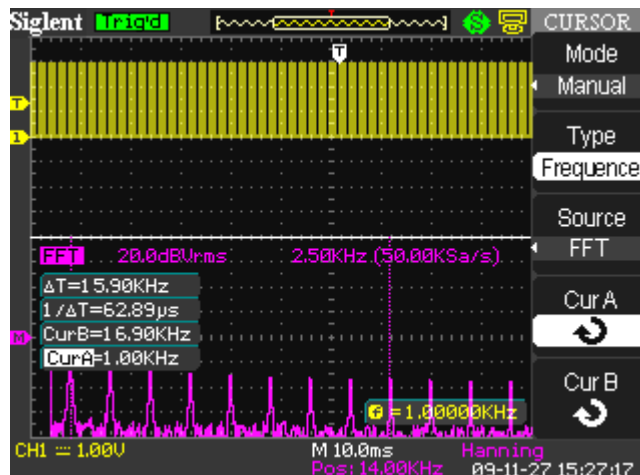 Siglent Trig'd CURSOR
Mode
Manual
Type
Frequence
Source
FFT
Cur A
Cur B
T
T
1
FFT 20.0dBVrms 2.50KHz (50.00KSa/s)
ΔT=15.90KHz
1/ΔT=62.89μs
CurB=16.90KHz
CurA=1.00KHz
M
f =1.00000KHz
CH1 ⎓ 1.00V M 10.0ms Hanning
Pos:14.00KHz 09-11-27 15:27:17